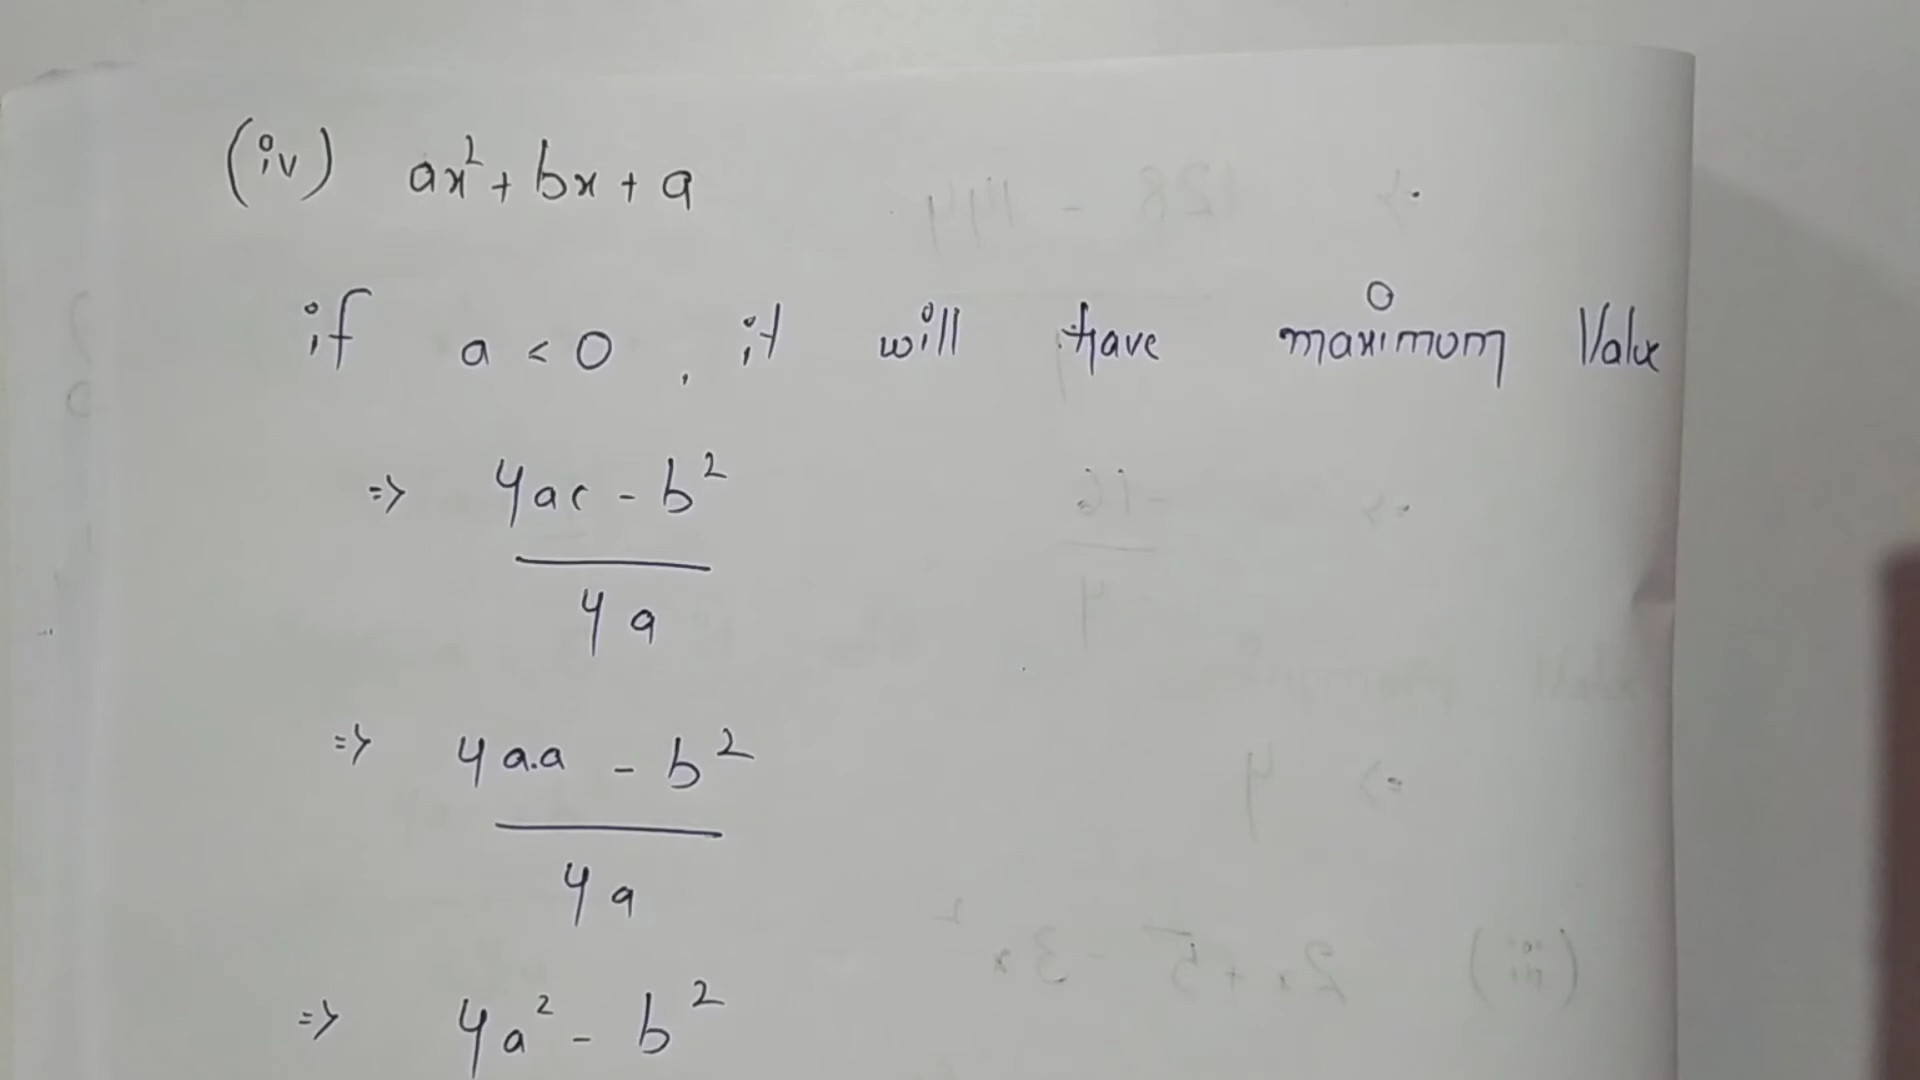 (iv) ax² + bx + a
if a < 0, it will have maximum Value
=> 4ac - b²
4a
=> 4a.a - b²
4a
=> 4a² - b²